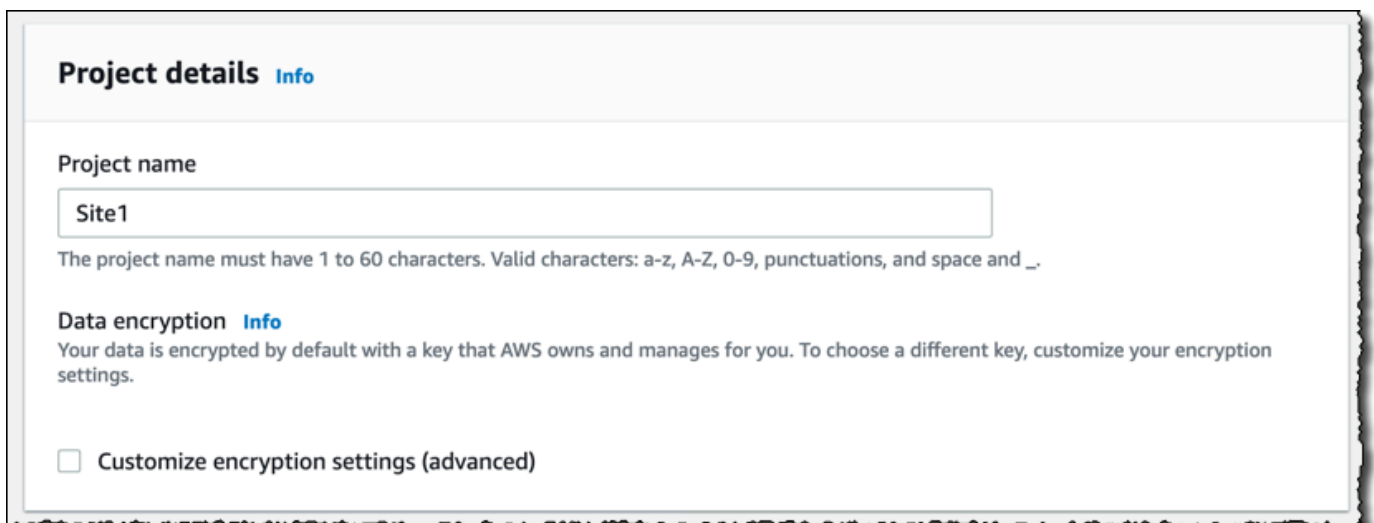 Project details Info
Project name
Site1
The project name must have 1 to 60 characters. Valid characters: a-z, A-Z, 0-9, punctuations, and space and _.
Data encryption Info
Your data is encrypted by default with a key that AWS owns and manages for you. To choose a different key, customize your encryption
settings.
Customize encryption settings (advanced)